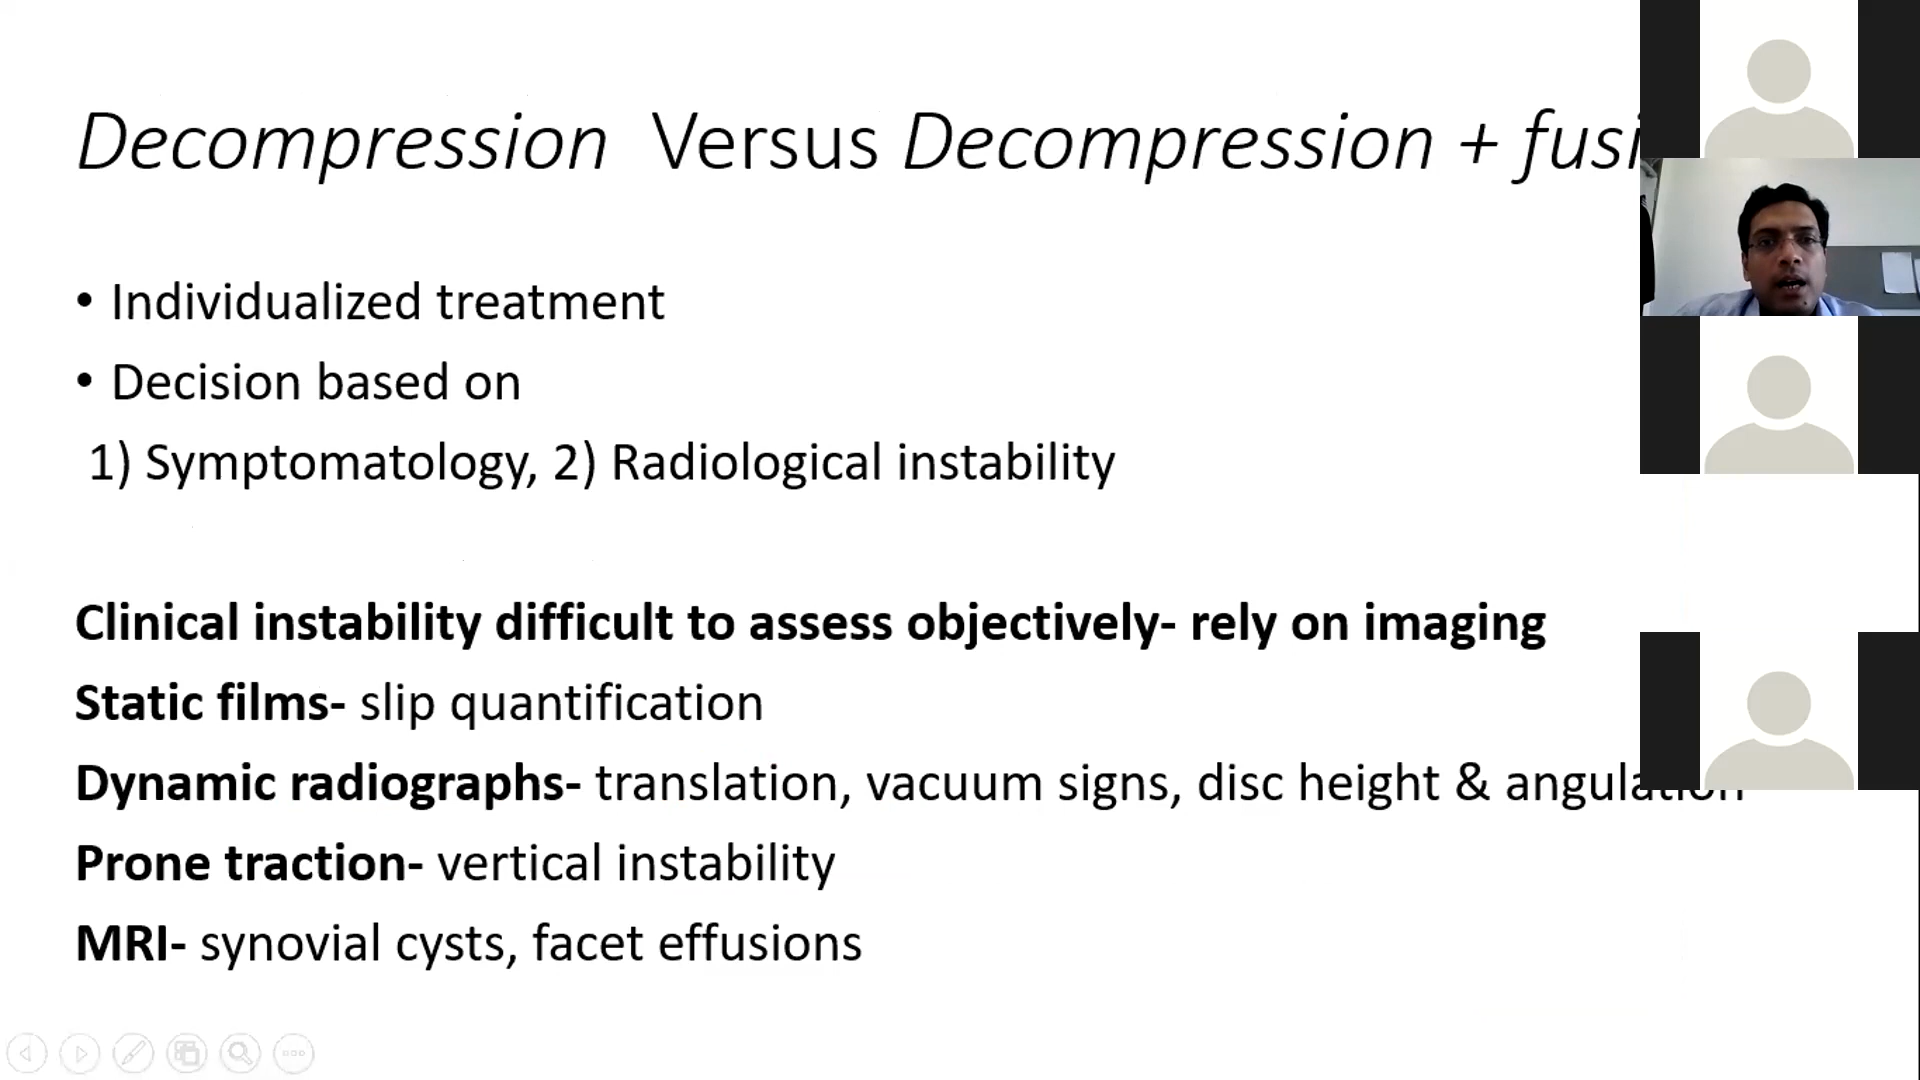 Decompression Versus Decompression + fusi
• Individualized treatment
• Decision based on
1) Symptomatology, 2) Radiological instability
Clinical instability difficult to assess objectively- rely on imaging
Static films- slip quantification
Dynamic radiographs- translation, vacuum signs, disc height & angulation
Prone traction- vertical instability
MRI- synovial cysts, facet effusions